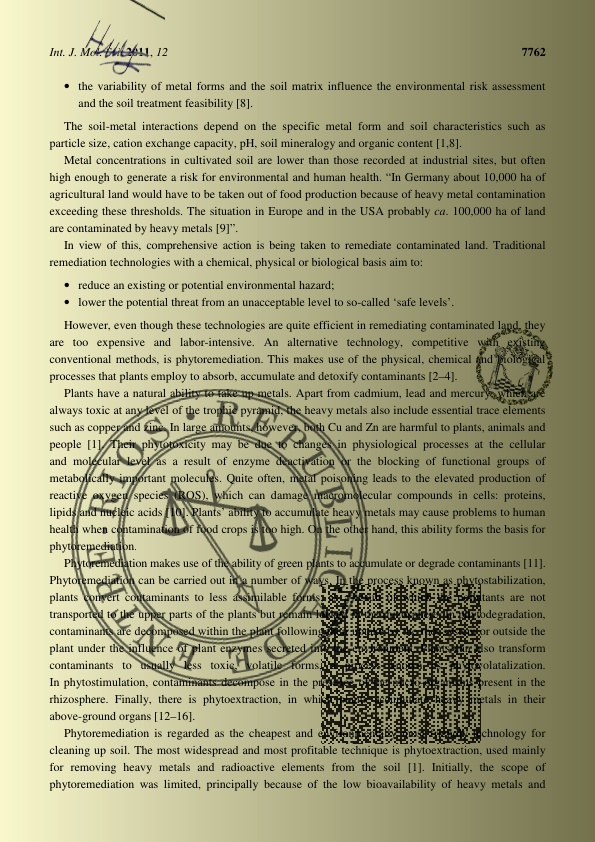 Int. J. Mol. 2011, 12 7762
• the variability of metal forms and the soil matrix influence the environmental risk assessment
and the soil treatment feasibility [8].
The soil-metal interactions depend on the specific metal form and soil characteristics such as
particle size, cation exchange capacity, pH, soil mineralogy and organic content [1,8].
Metal concentrations in cultivated soil are lower than those recorded at industrial sites, but often
high enough to generate a risk for environmental and human health. “In Germany about 10,000 ha of
agricultural land would have to be taken out of food production because of heavy metal contamination
exceeding these thresholds. The situation in Europe and in the USA probably ca. 100,000 ha of land
are contaminated by heavy metals [9]”.
In view of this, comprehensive action is being taken to remediate contaminated land. Traditional
remediation technologies with a chemical, physical or biological basis aim to:
• reduce an existing or potential environmental hazard;
• lower the potential threat from an unacceptable level to so-called ‘safe levels’.
However, even though these technologies are quite efficient in remediating contaminated land, they
are too expensive and labor-intensive. An alternative technology, competitive with existing
conventional methods, is phytoremediation. This makes use of the physical, chemical and biological
processes that plants employ to absorb, accumulate and detoxify contaminants [2–4].
Plants have a natural ability to take up metals. Apart from cadmium, lead and mercury, which are
always toxic at any level of the trophic pyramid, the heavy metals also include essential trace elements
such as copper and zinc. In large amounts, however, both Cu and Zn are harmful to plants, animals and
people [1]. Their phytotoxicity may be due to changes in physiological processes at the cellular
and molecular level as a result of enzyme deactivation or the blocking of functional groups of
metabolically important molecules. Quite often, metal poisoning leads to the elevated production of
reactive oxygen species (ROS), which can damage macromolecular compounds in cells: proteins,
lipids and nucleic acids [10]. Plants’ ability to accumulate heavy metals may cause problems to human
health when contamination of food crops is too high. On the other hand, this ability forms the basis for
phytoremediation.
Phytoremediation makes use of the ability of green plants to accumulate or degrade contaminants [11].
Phytoremediation can be carried out in a number of ways. In the process known as phytostabilization,
plants convert contaminants to less assimilable forms; are not
transported to the upper parts of the plants but remain
contaminants are decomposed within the plant following or outside the
plant under the influence of plant enzymes secreted also transform
contaminants to usually less toxic, volatile forms
In phytostimulation, contaminants decompose in the present in the
rhizosphere. Finally, there is phytoextraction, in metals in their
above-ground organs [12–16].
Phytoremediation is regarded as the cheapest and technology for
cleaning up soil. The most widespread and most profitable technique is phytoextraction, used mainly
for removing heavy metals and radioactive elements from the soil [1]. Initially, the scope of
phytoremediation was limited, principally because of the low bioavailability of heavy metals and
REPUBLICA DE ENTRE RIOS